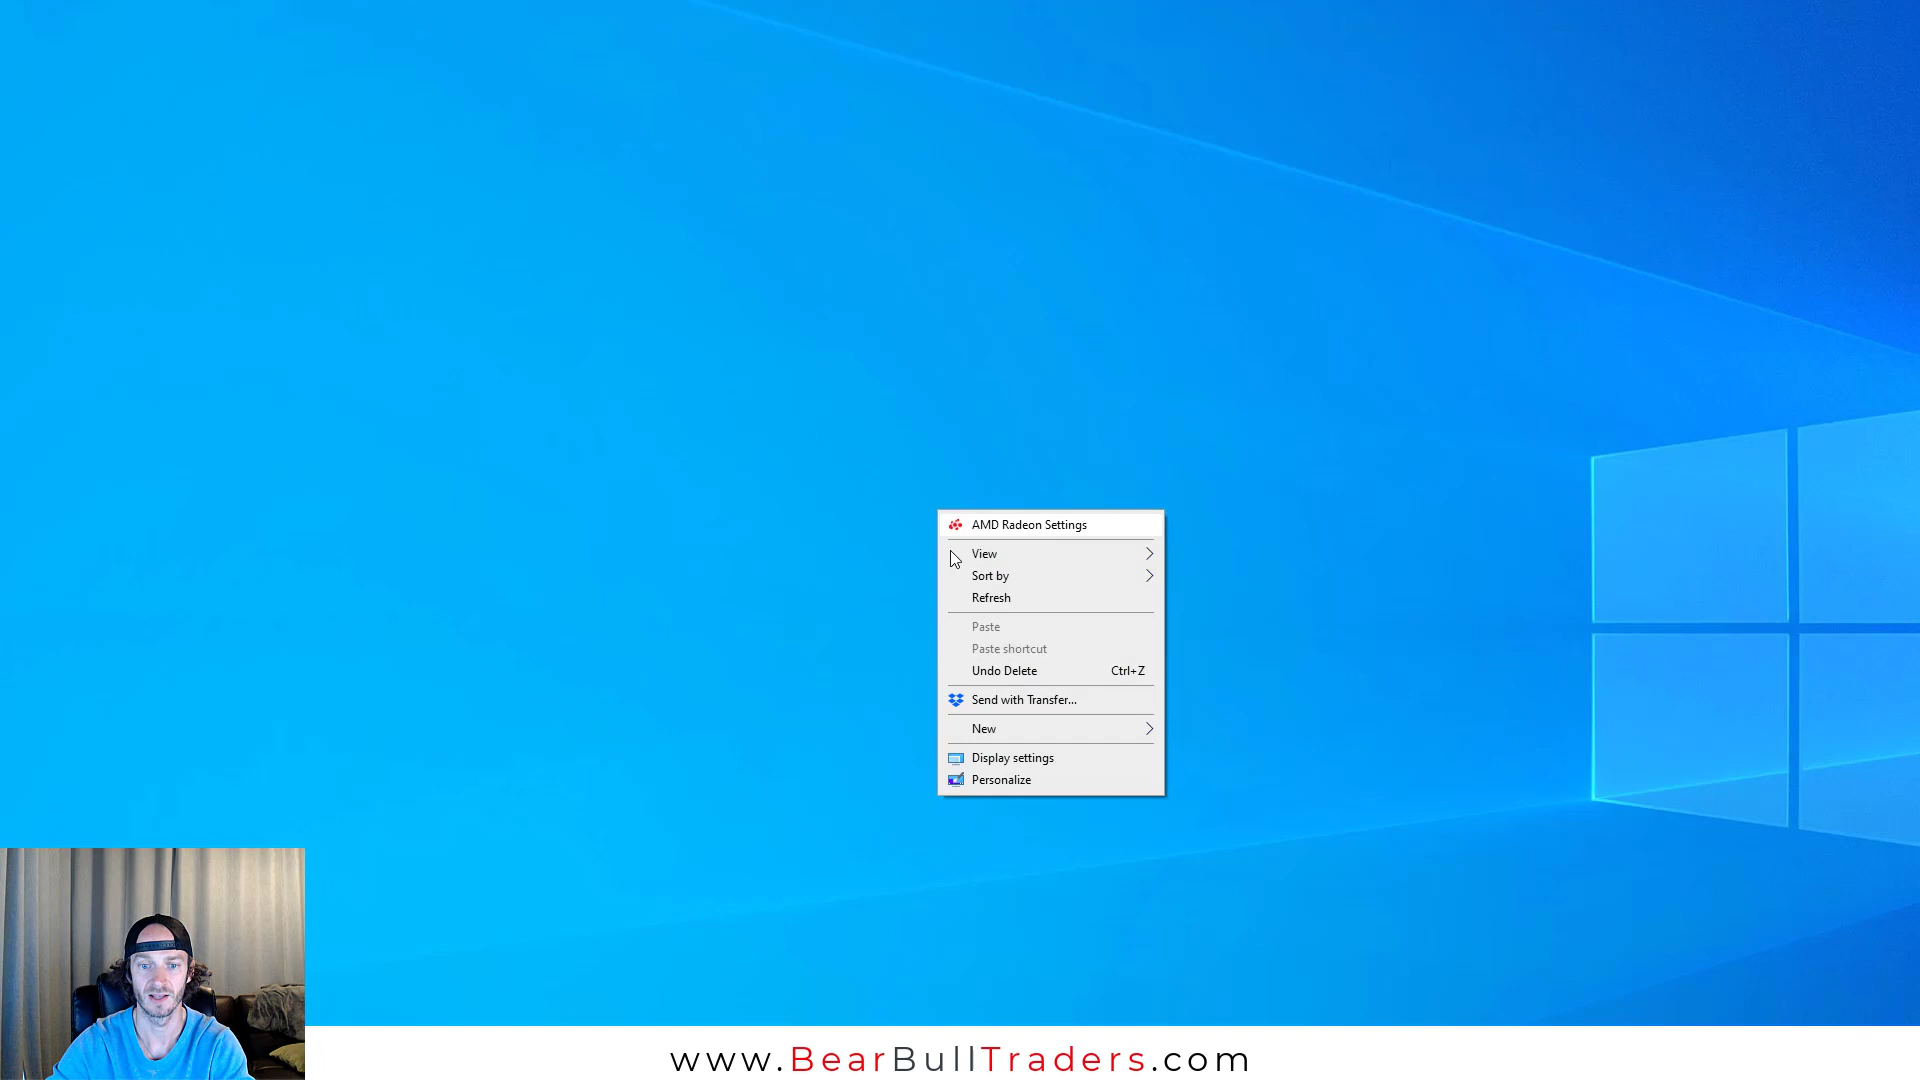 AMD Radeon Settings
View
Sort by
Refresh
Paste
Paste shortcut
Undo Delete Ctrl+Z
Send with Transfer...
New
Display settings
Personalize
www.BearBullTraders.com